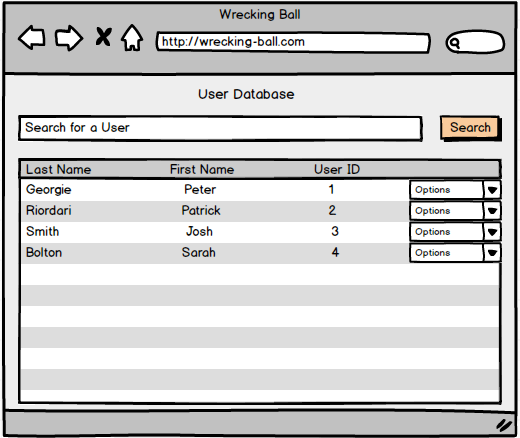 Wrecking Ball
http://wrecking-ball.com
User Database
Search for a User Search
Last Name First Name User ID
Georgie Peter 1 Options
Riordari Patrick 2 Options
Smith Josh 3 Options
Bolton Sarah 4 Options